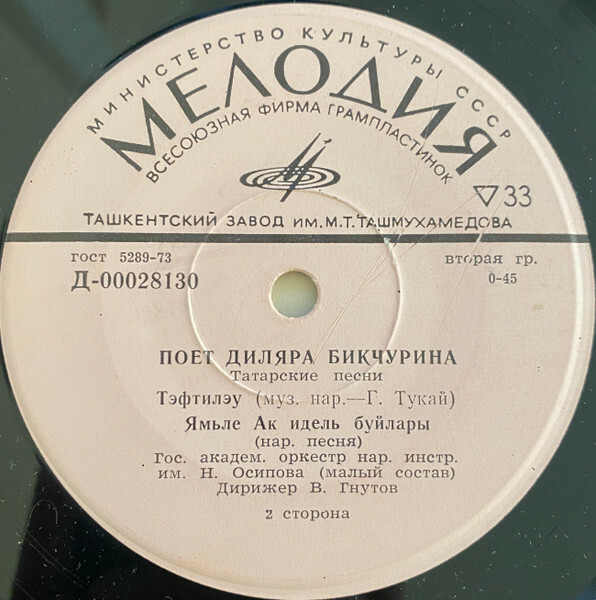 МИНИСТЕРСТВО КУЛЬТУРЫ СССР
МЕЛОДИЯ
ВСЕСОЮЗНАЯ ФИРМА ГРАМПЛАСТИНОК
33
ТАШКЕНТСКИЙ ЗАВОД ИМ. М.Т. ТАШМУХАМЕДОВА
гост 5289-73
вторая гр.
Д-00028130
0-45
ПОЕТ ДИЛЯРА БИКЧУРИНА
Татарские песни
Тэфтилэу (муз. нар.—Г. Тукай)
Ямьле Ак идель буйлары
(нар. песня)
Гос. академ. оркестр нар. инстр.
им. Н. Осипова (малый состав)
Дирижер В. Гнутов
2 сторона